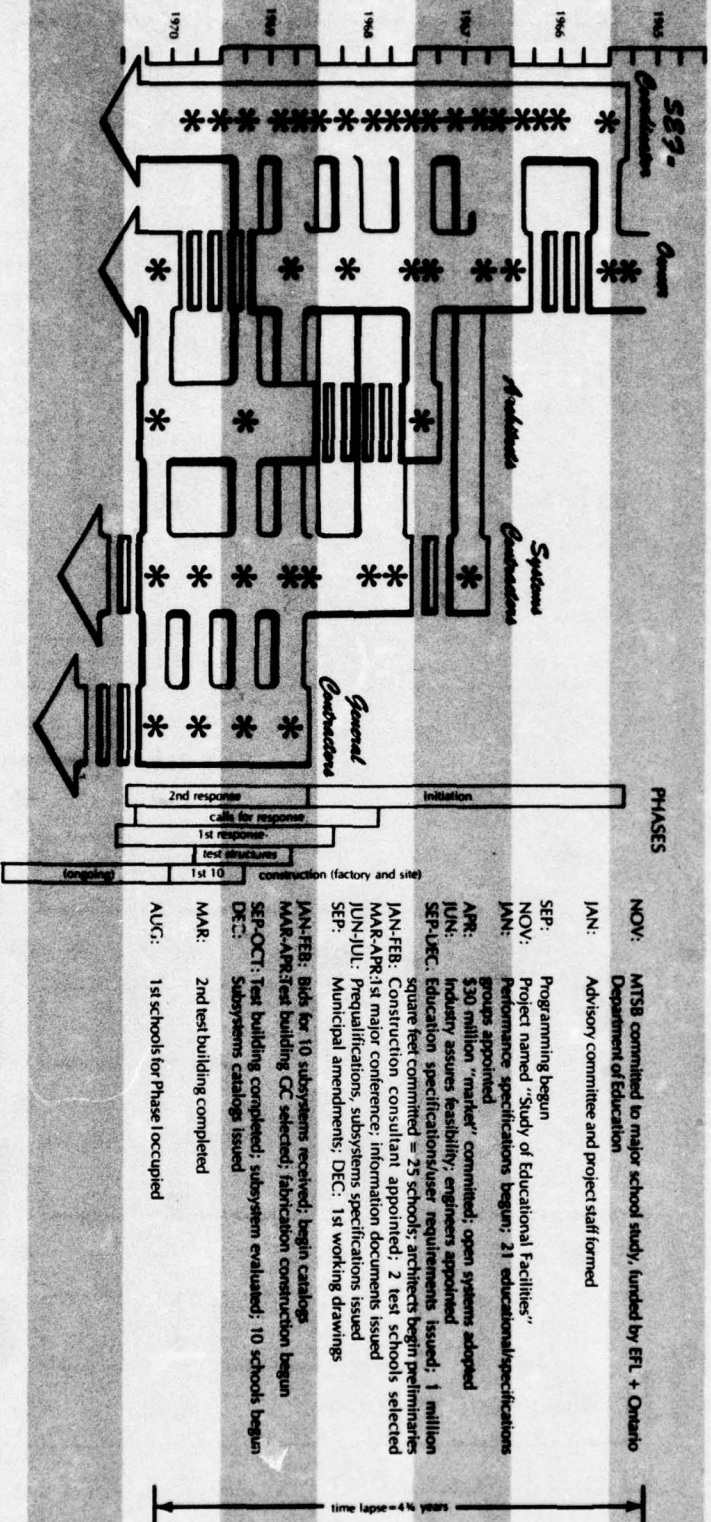 1965
1966
1967
1968
1969
1970
SEF-
Coordinator
Owner
Architects
Systems
Contractors
General
Contractors
PHASES
initiation
2nd response
calls for response
1st response
test structures
(ongoing)
1st 10
construction (factory and site)
NOV: MTSB committed to major school study, funded by EFL + Ontario
Department of Education
JAN: Advisory committee and project staff formed
SEP: Programming begun
NOV: Project named "Study of Educational Facilities"
JAN: Performance specifications begun; 21 educational/specifications
groups appointed
APR: $30 million "market" committed; open systems adopted
JUN: Industry assures feasibility; engineers appointed
SEP-DEC: Education specifications/user requirements issued; 1 million
square feet committed = 25 schools; architects begin preliminaries
JAN-FEB: Construction consultant appointed; 2 test schools selected
MAR-APR: 1st major conference; information documents issued
JUN-JUL: Prequalifications, subsystems specifications issued
SEP: Municipal amendments; DEC: 1st working drawings
JAN-FEB: Bids for 10 subsystems received; begin catalogs
MAR-APR: Test building GC selected; fabrication construction begun
SEP-OCT: Test building completed; subsystem evaluated; 10 schools begun
DEC: Subsystems catalogs issued
MAR: 2nd test building completed
AUG: 1st schools for Phase I occupied
time lapse = 4¾ years